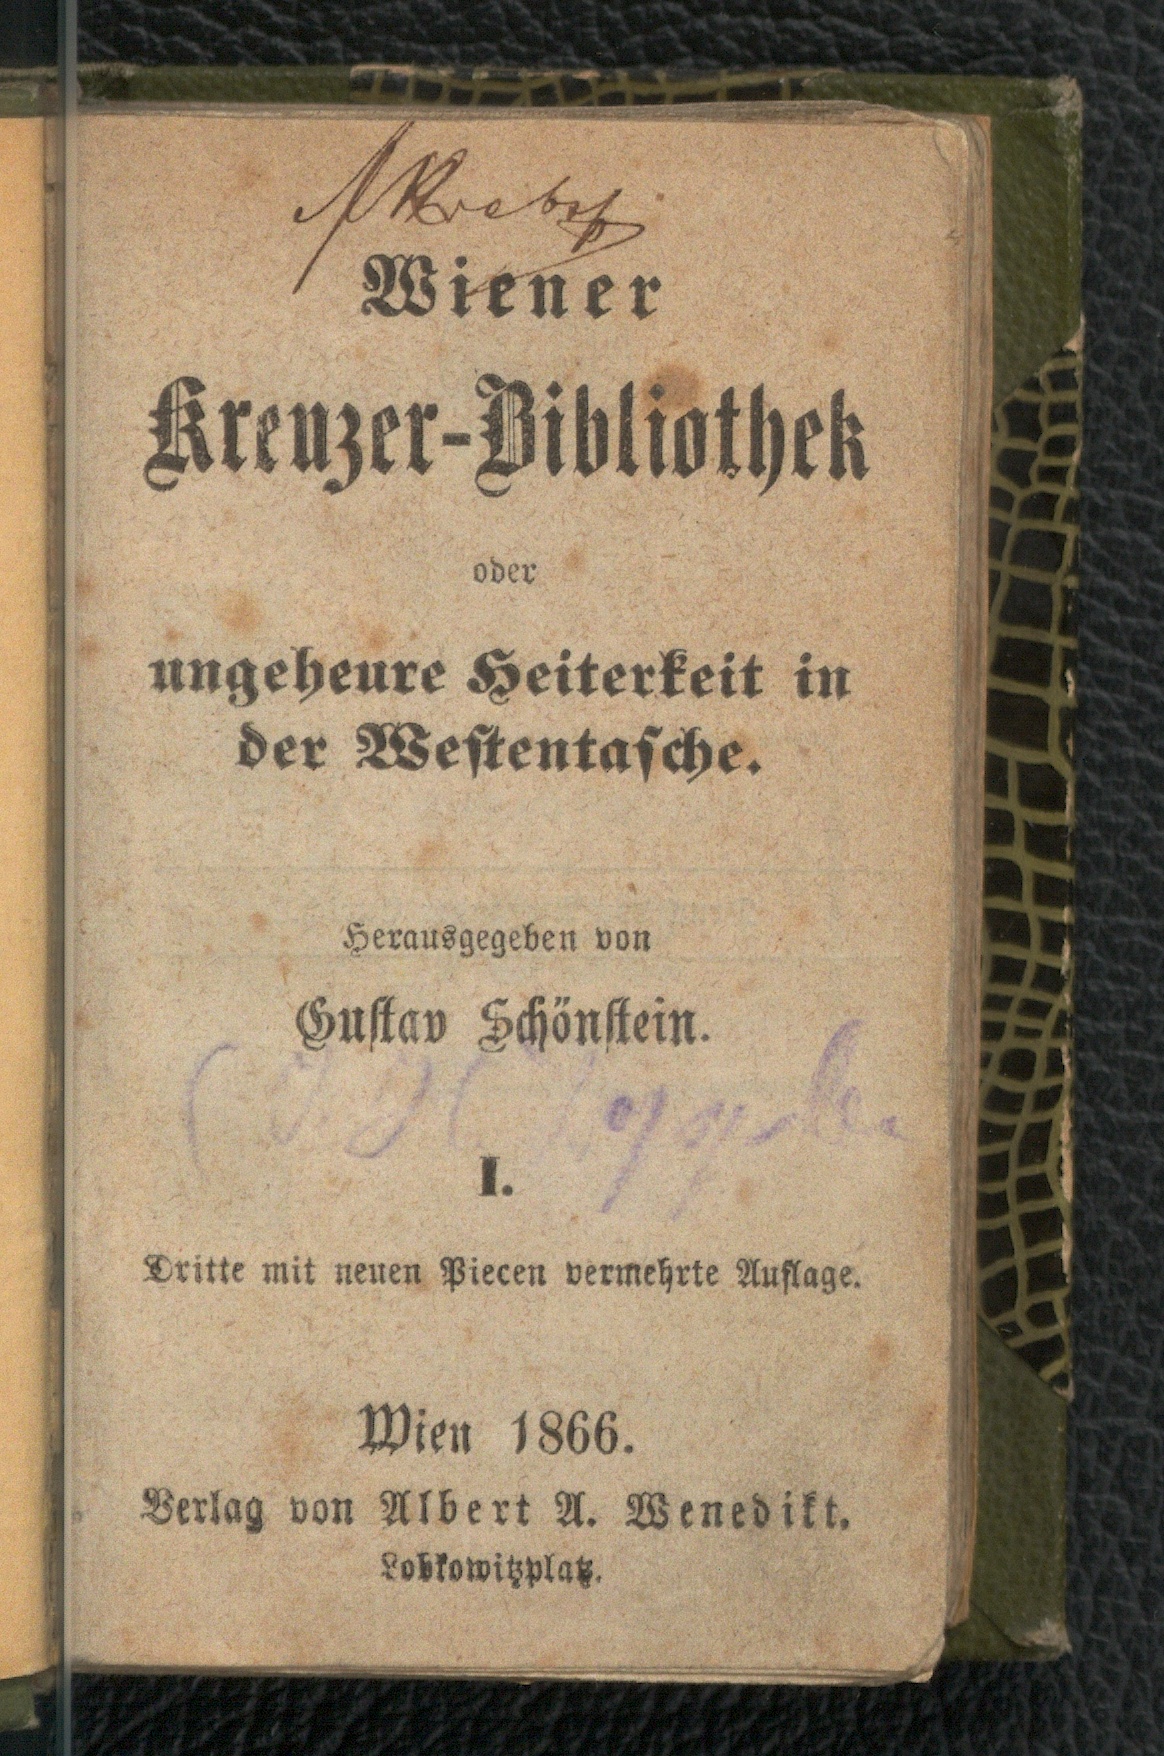 Wiener
Kreuzer-Bibliothek
oder
ungeheure Heiterkeit in
der Westentasche.
Herausgegeben von
Gustav Schönstein.
I.
Dritte mit neuen Piecen vermehrte Auflage.
Wien 1866.
Verlag von Albert A. Wenedikt.
Lobkowitzplatz.